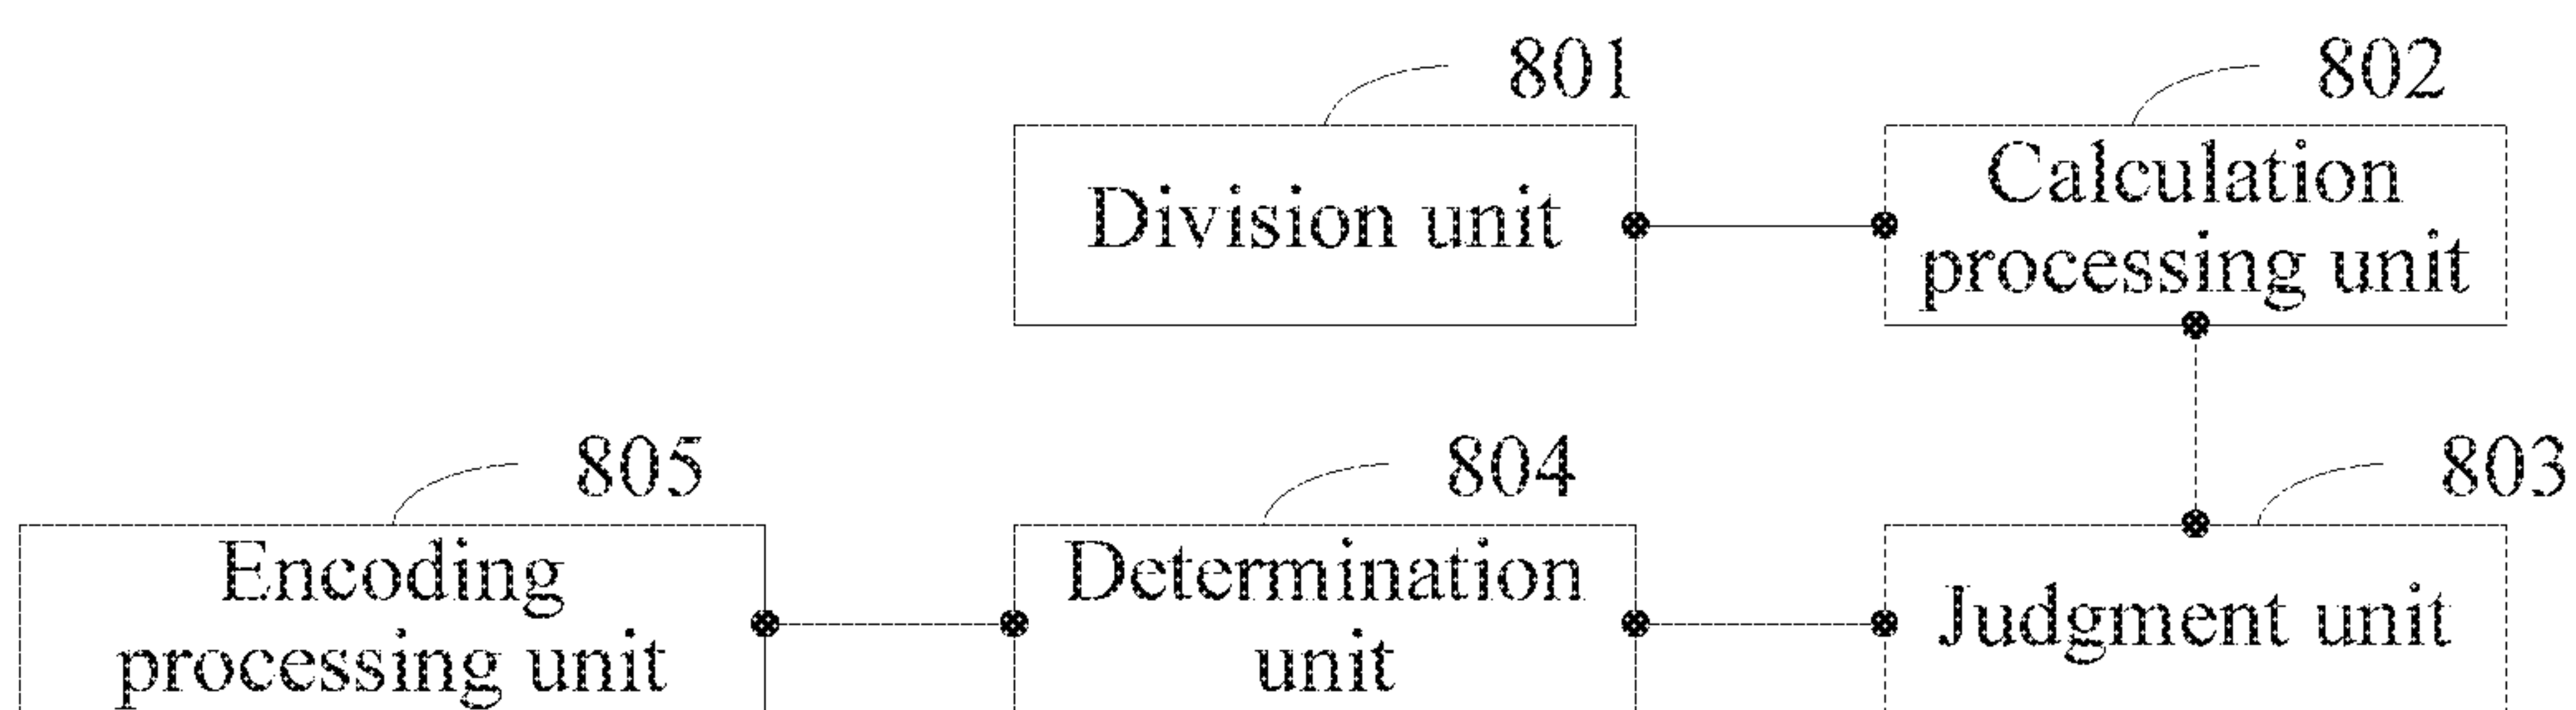 801
802
Division unit
Calculation
processing unit
805
804
803
Encoding
processing unit
Determination
unit
Judgment unit